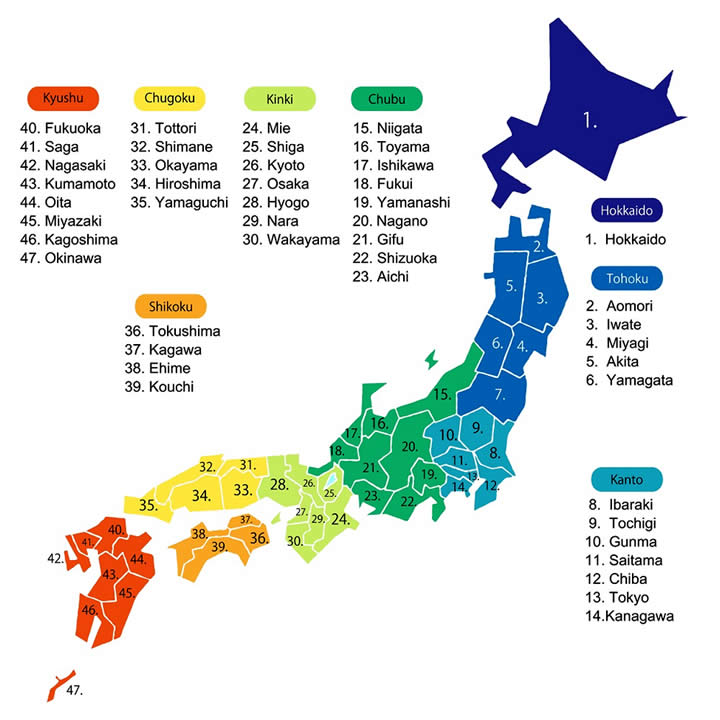 Kyushu
40. Fukuoka
41. Saga
42. Nagasaki
43. Kumamoto
44. Oita
45. Miyazaki
46. Kagoshima
47. Okinawa
Chugoku
31. Tottori
32. Shimane
33. Okayama
34. Hiroshima
35. Yamaguchi
Kinki
24. Mie
25. Shiga
26. Kyoto
27. Osaka
28. Hyogo
29. Nara
30. Wakayama
Chubu
15. Niigata
16. Toyama
17. Ishikawa
18. Fukui
19. Yamanashi
20. Nagano
21. Gifu
22. Shizuoka
23. Aichi
Shikoku
36. Tokushima
37. Kagawa
38. Ehime
39. Kouchi
Hokkaido
1. Hokkaido
Tohoku
2. Aomori
3. Iwate
4. Miyagi
5. Akita
6. Yamagata
Kanto
8. Ibaraki
9. Tochigi
10. Gunma
11. Saitama
12. Chiba
13. Tokyo
14.Kanagawa
1.
2.
5.
3.
6.
4.
7.
15.
16.
17.
18.
20.
21.
19.
23.
22.
10.
9.
8.
11.
13.
14.
12.
32.
31.
35.
34.
33.
28.
26.
25.
27.
29.
24.
30.
37.
38.
36.
39.
40.
41.
42.
44.
43.
45.
46.
47.